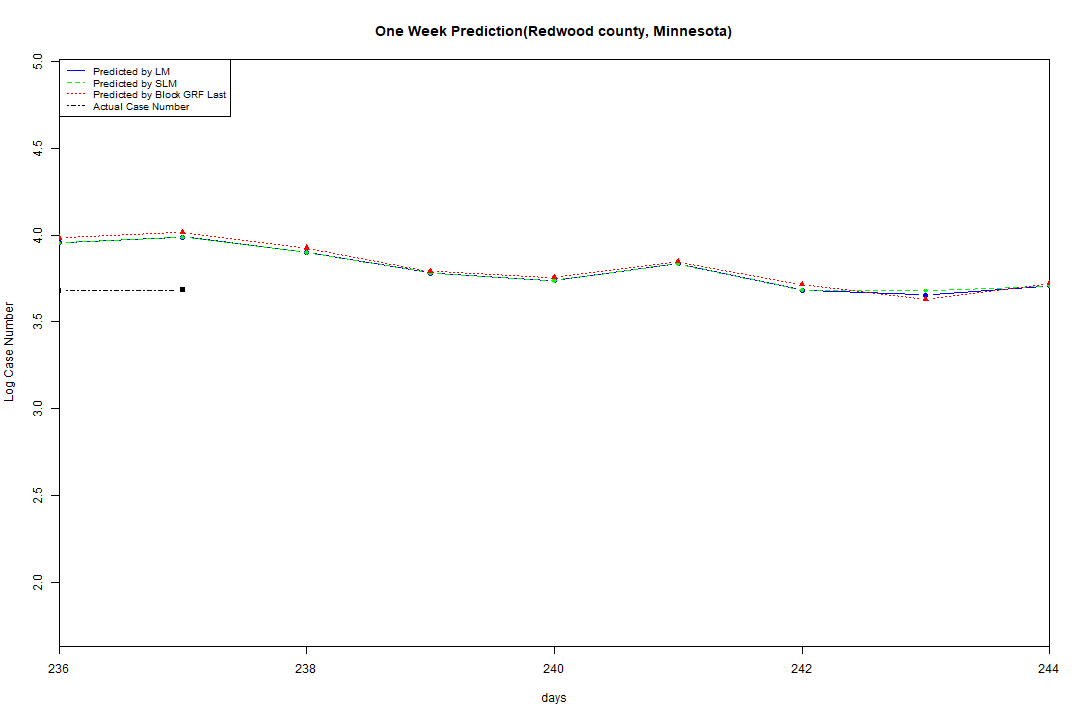 One Week Prediction(Redwood county, Minnesota)
Predicted by LM
Predicted by SLM
Predicted by Block GRF Last
Actual Case Number
5.0
4.5
4.0
3.5
3.0
2.5
2.0
Log Case Number
236 238 240 242 244
days